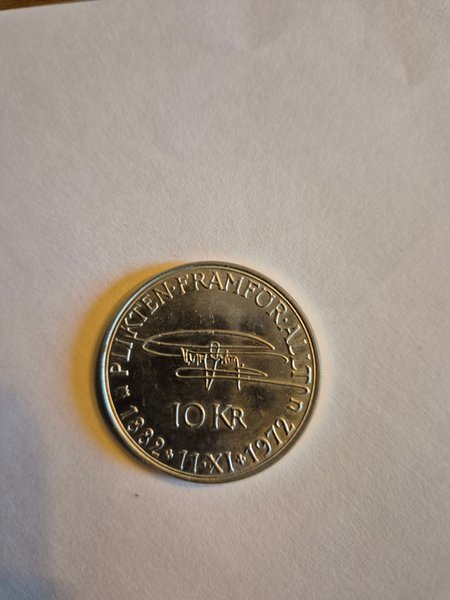 PLIKTEN·FRAMFÖR·ALLT
10 KR
1882 * 11·XI * 1972 U